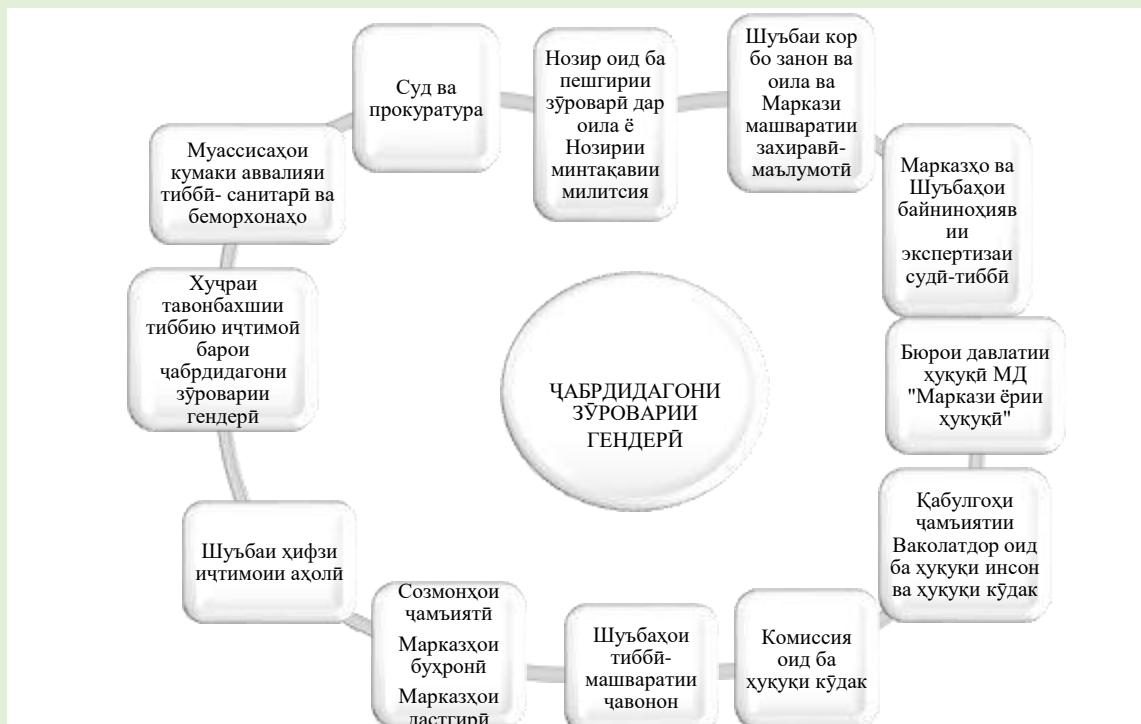 Суд ва
прокуратура
Нозир оид ба
пешгирии
зӯроварӣ дар
оила ё
Нозирии
минтақавии
милитсия
Шуъбаи кор
бо занон ва
оила ва
Маркази
машваратии
захиравӣ-
маълумотӣ
Марказҳо ва
Шуъбаҳои
байниноҳияв
ии
экспертизаи
судӣ-тиббӣ
Бюрои давлатии
ҳуқуқӣ МД
"Маркази ёрии
ҳуқуқӣ"
Қабулгоҳи
ҷамъиятии
Ваколатдор оид
ба ҳуқуқи инсон
ва ҳуқуқи кӯдак
Комиссия
оид ба
ҳуқуқи кӯдак
Шуъбаҳои
тиббӣ-
машваратии
ҷавонон
Созмонҳои
ҷамъиятӣ
Марказҳои
буҳронӣ
Марказҳои
дастгирӣ
Шуъбаи ҳифзи
иҷтимоии аҳолӣ
Хуҷраи
тавонбахшии
тиббию иҷтимоӣ
барои
ҷабрдидагони
зӯроварии
гендерӣ
Муассисаҳои
кумаки аввалияи
тиббӣ- санитарӣ ва
беморхонаҳо
ҶАБРДИДАГОНИ
ЗӮРОВАРИИ
ГЕНДЕРӢ